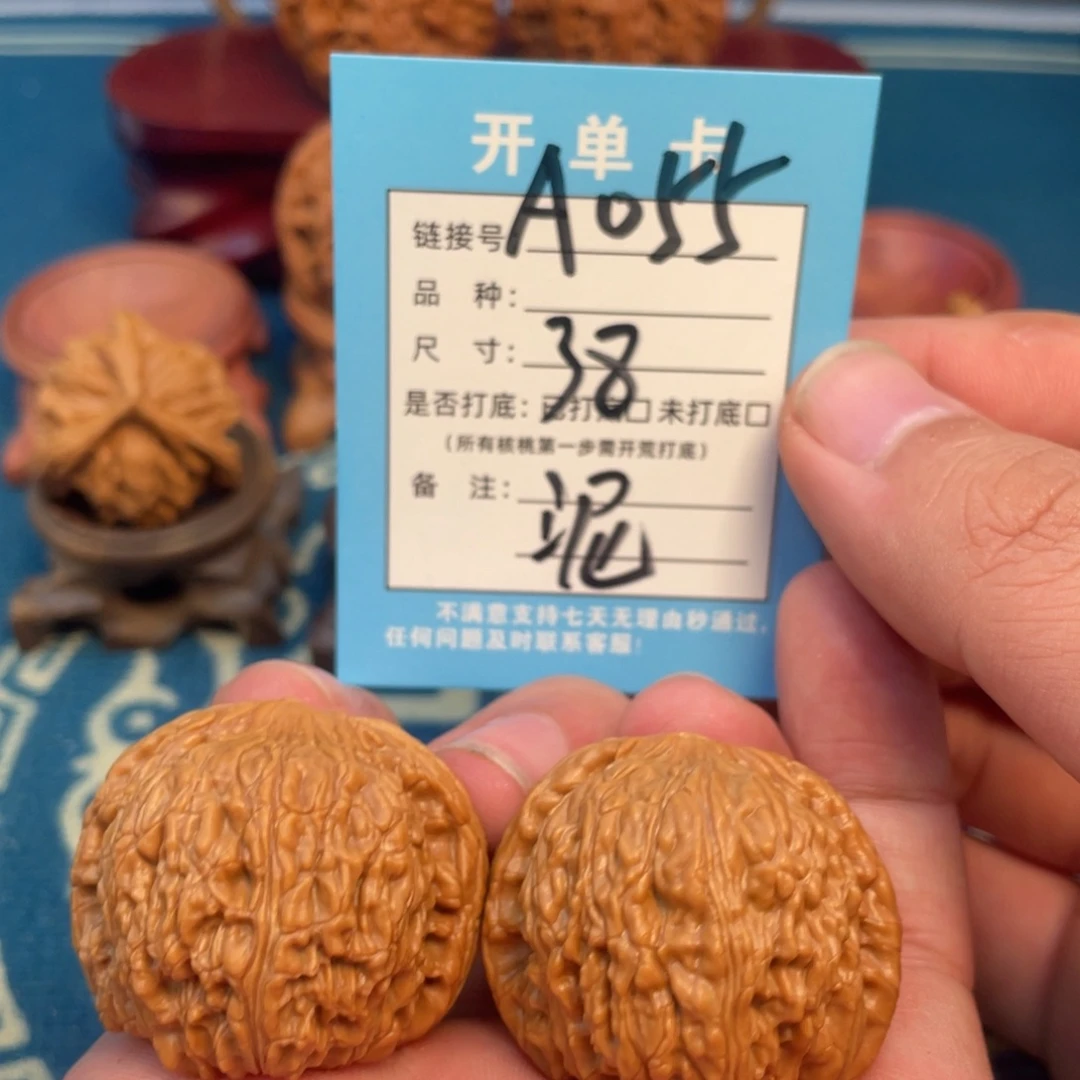 开单卡
链接号 A055
品 种:
尺 寸: 38
是否打底: 已打底□ 未打底□
(所有核桃第一步需开荒打底)
备 注:
泥
不满意支持七天无理由秒通过,
任何问题及时联系客服!